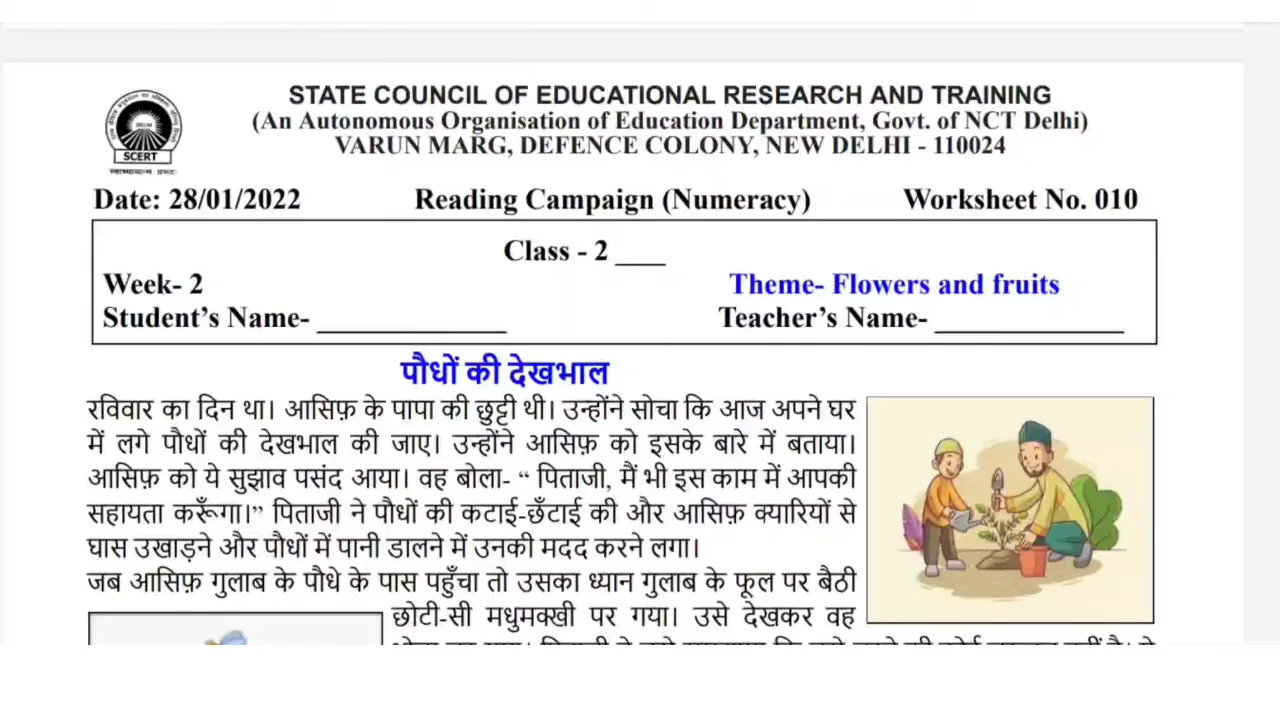 STATE COUNCIL OF EDUCATIONAL RESEARCH AND TRAINING
(An Autonomous Organisation of Education Department, Govt. of NCT Delhi)
VARUN MARG, DEFENCE COLONY, NEW DELHI - 110024
DELHI
SCERT
Date: 28/01/2022 Reading Campaign (Numeracy) Worksheet No. 010
Class - 2 ____
Week- 2 Theme- Flowers and fruits
Student’s Name- _____________ Teacher’s Name- _____________
पौधों की देखभाल
रविवार का दिन था। आसिफ़ के पापा की छुट्टी थी। उन्होंने सोचा कि आज अपने घर
में लगे पौधों की देखभाल की जाए। उन्होंने आसिफ़ को इसके बारे में बताया।
आसिफ़ को ये सुझाव पसंद आया। वह बोला- “ पिताजी, मैं भी इस काम में आपकी
सहायता करूँगा।” पिताजी ने पौधों की कटाई-छँटाई की और आसिफ़ क्यारियों से
घास उखाड़ने और पौधों में पानी डालने में उनकी मदद करने लगा।
जब आसिफ़ गुलाब के पौधे के पास पहुँचा तो उसका ध्यान गुलाब के फूल पर बैठी
छोटी-सी मधुमक्खी पर गया। उसे देखकर वह